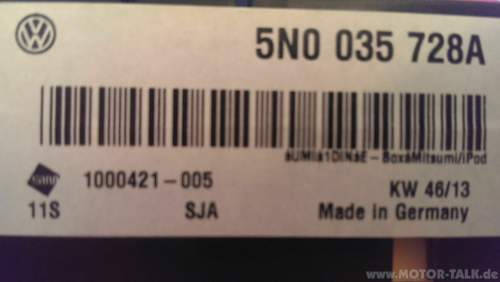 5N0 035 728A
1000421-005
KW 46/13
11S SJA Made in Germany
www.MOTOR-TALK.de